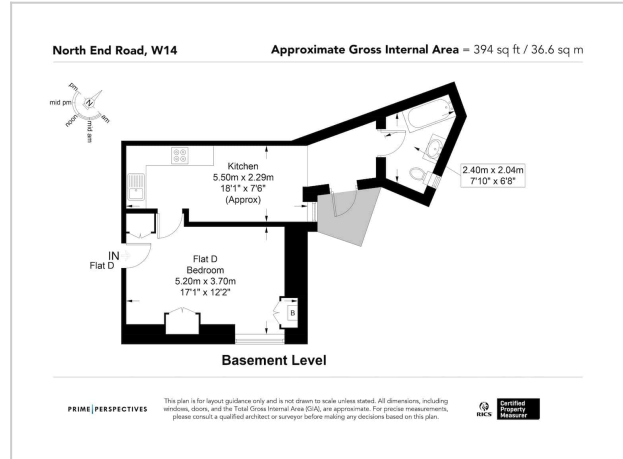 North End Road, W14
Approximate Gross Internal Area = 394 sq ft / 36.6 sq m
pm
mid pm
noon
mid am
am
N
Kitchen
5.50m x 2.29m
18'1" x 7'6"
(Approx)
2.40m x 2.04m
7'10" x 6'8"
IN
Flat D
Flat D
Bedroom
5.20m x 3.70m
17'1" x 12'2"
B
Basement Level
PRIME|PERSPECTIVES
This plan is for layout guidance only and is not drawn to scale unless stated. All dimensions, including
windows, doors, and the Total Gross Internal Area (GIA), are approximate. For precise measurements,
please consult a qualified architect or surveyor before making any decisions based on this plan.
RICS
Certified
Property
Measurer